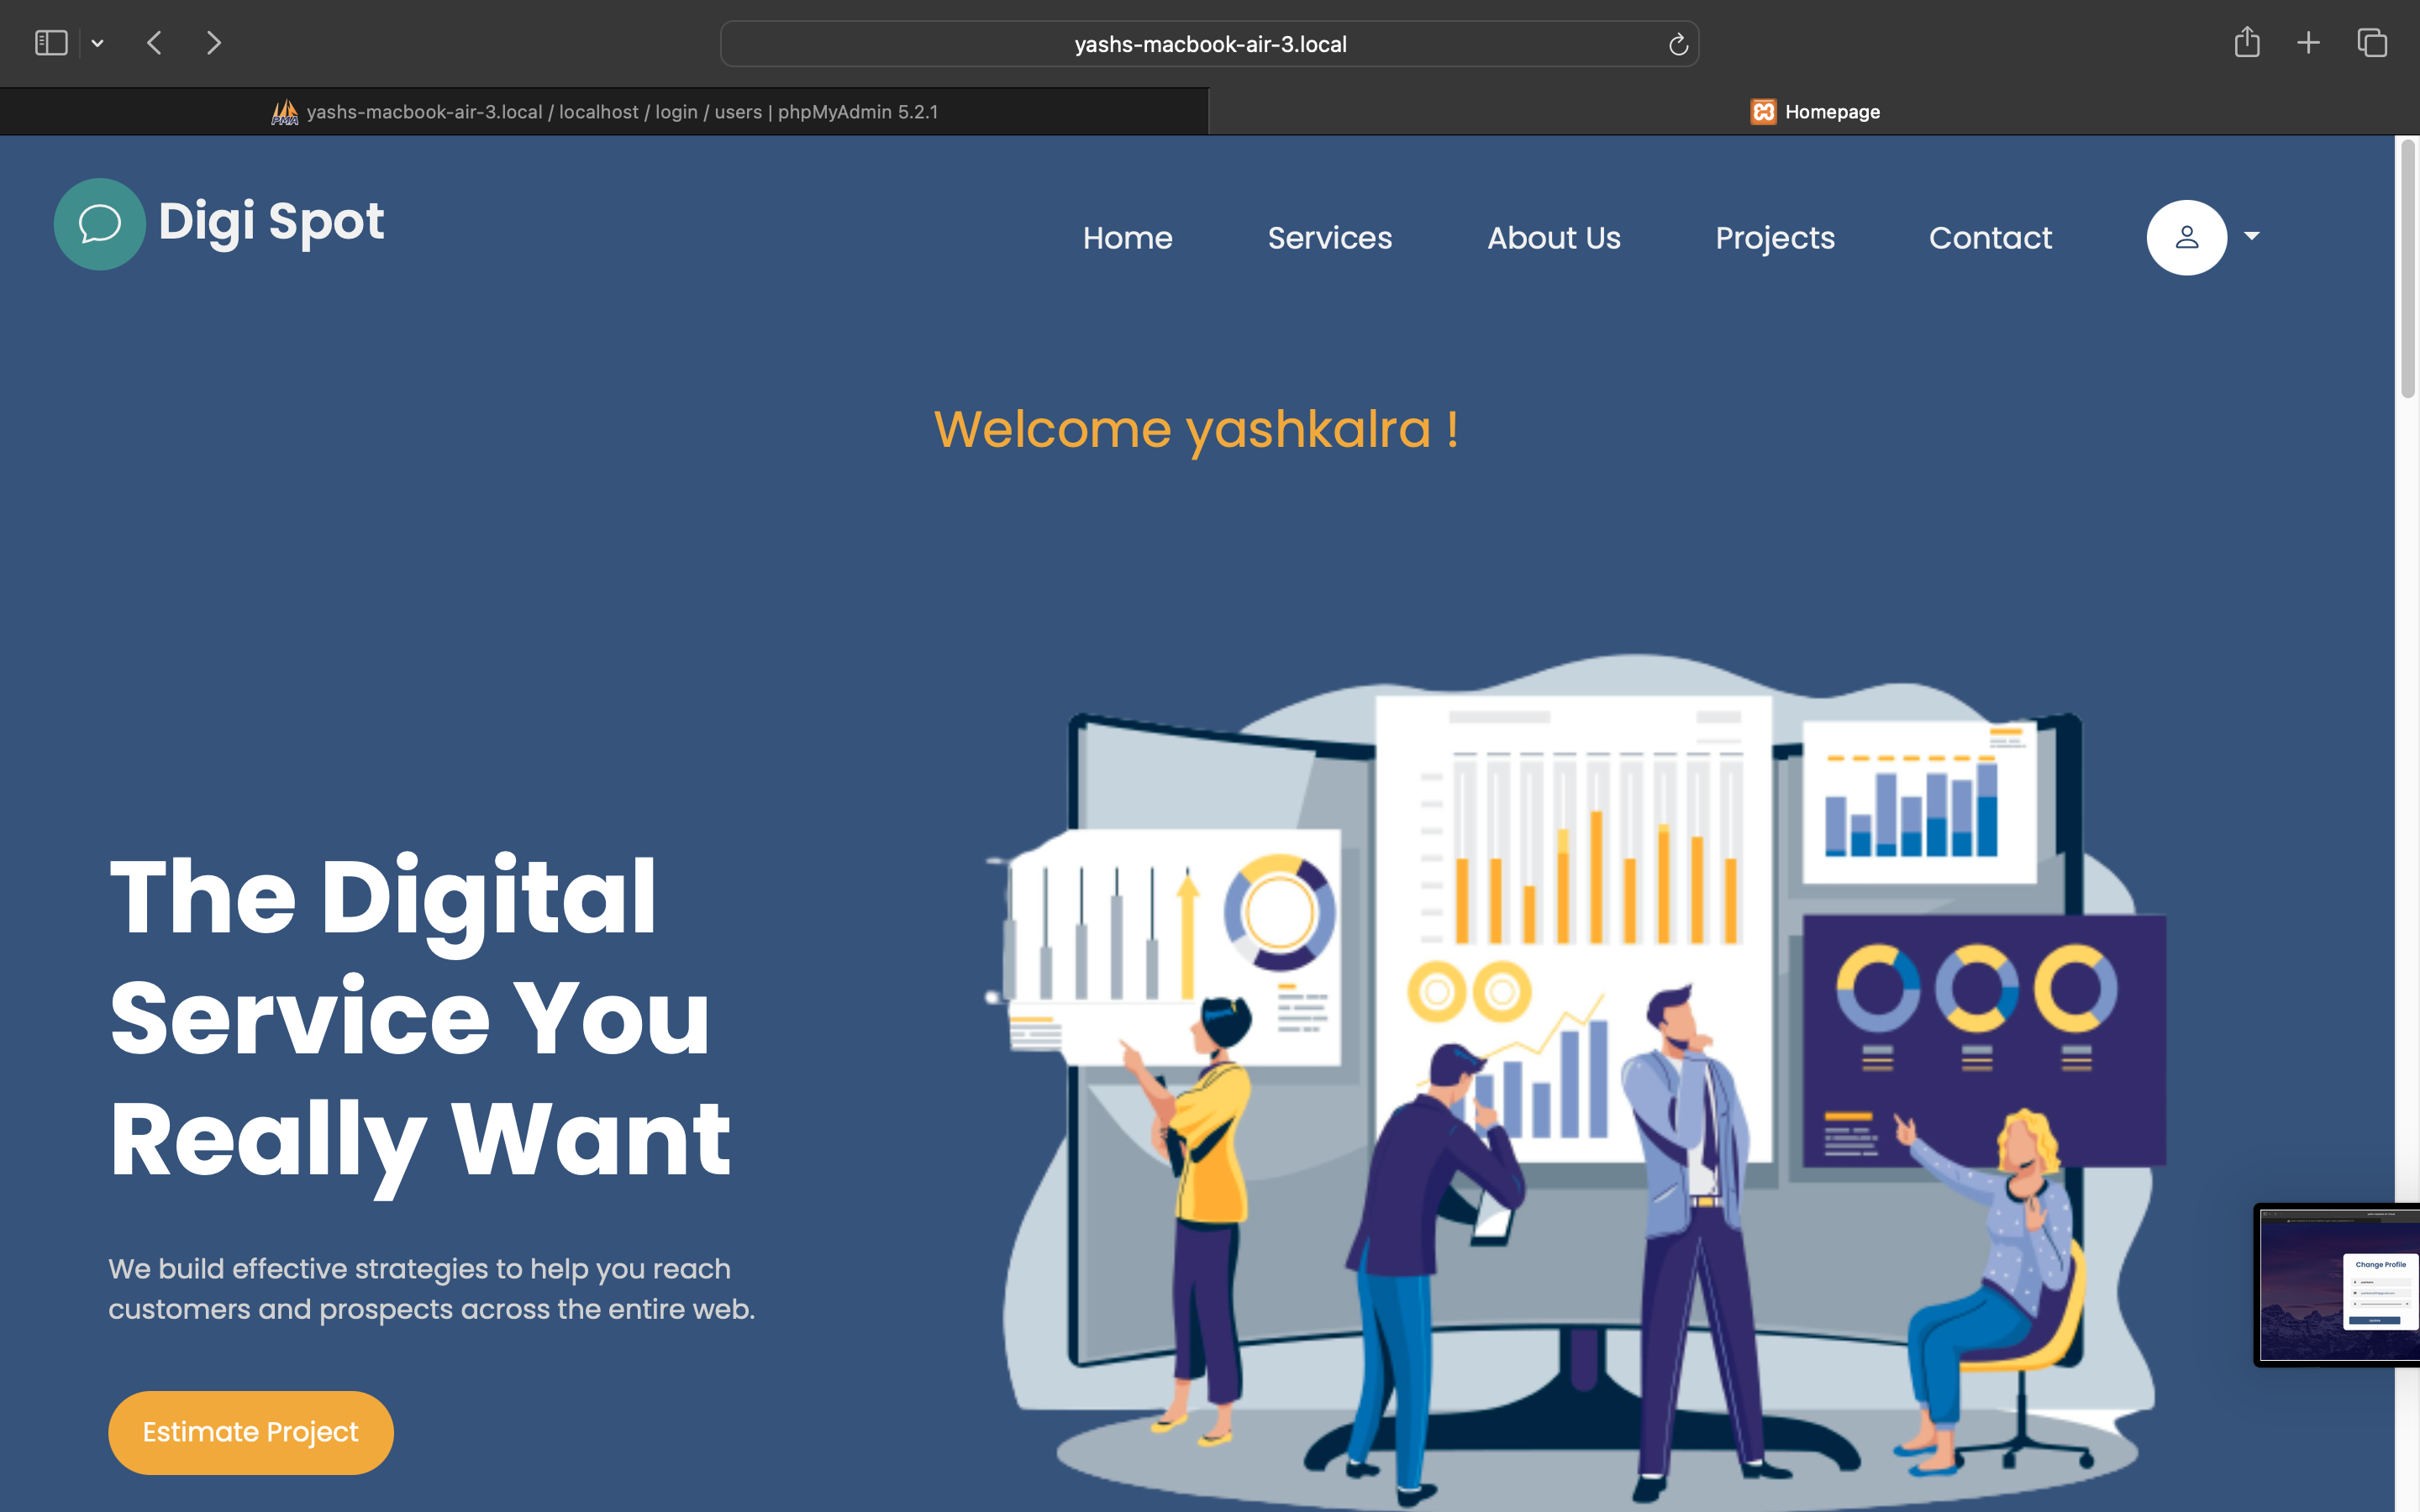 yashs-macbook-air-3.local
yashs-macbook-air-3.local / localhost / login / users | phpMyAdmin 5.2.1
Homepage
Digi Spot
Home
Services
About Us
Projects
Contact
Welcome yashkalra !
The Digital
Service You
Really Want
We build effective strategies to help you reach
customers and prospects across the entire web.
Estimate Project
Change Profile